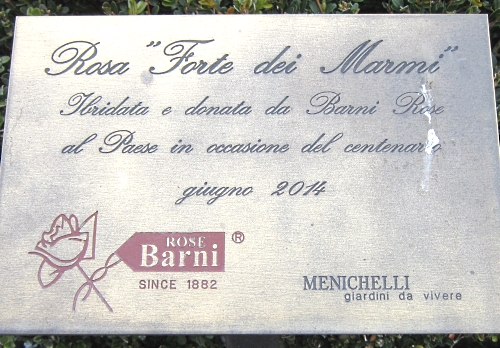 Rosa "Forte dei Marmi"
Ibridata e donata da Barni Rose
al Paese in occasione del centenario
giugno 2014
ROSE
Barni ®
SINCE 1882
MENICHELLI
giardini da vivere